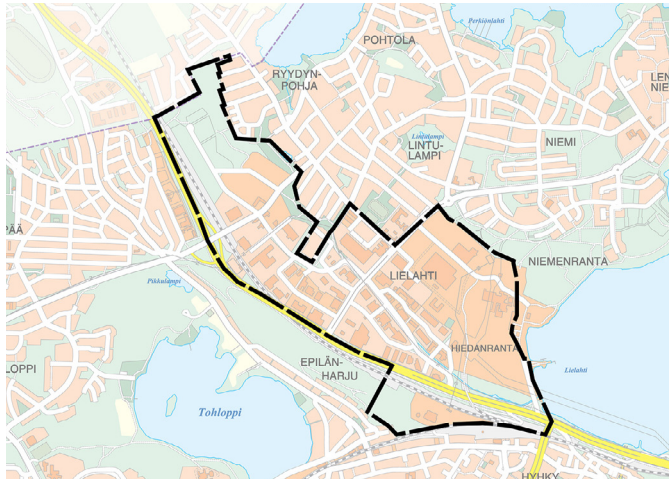 Perkiönlahti
POHTOLA
RYYDYN-
POHJA
LEN
NIE
Lintulampi
LINTU-
LAMPI
NIEMI
PÄÄ
NIEMENRANTA
Pikkulampi
LIELAHTI
HIEDANRANTA
EPILÄN-
HARJU
LOPPI
Lielahti
Tohloppi
HYHKY